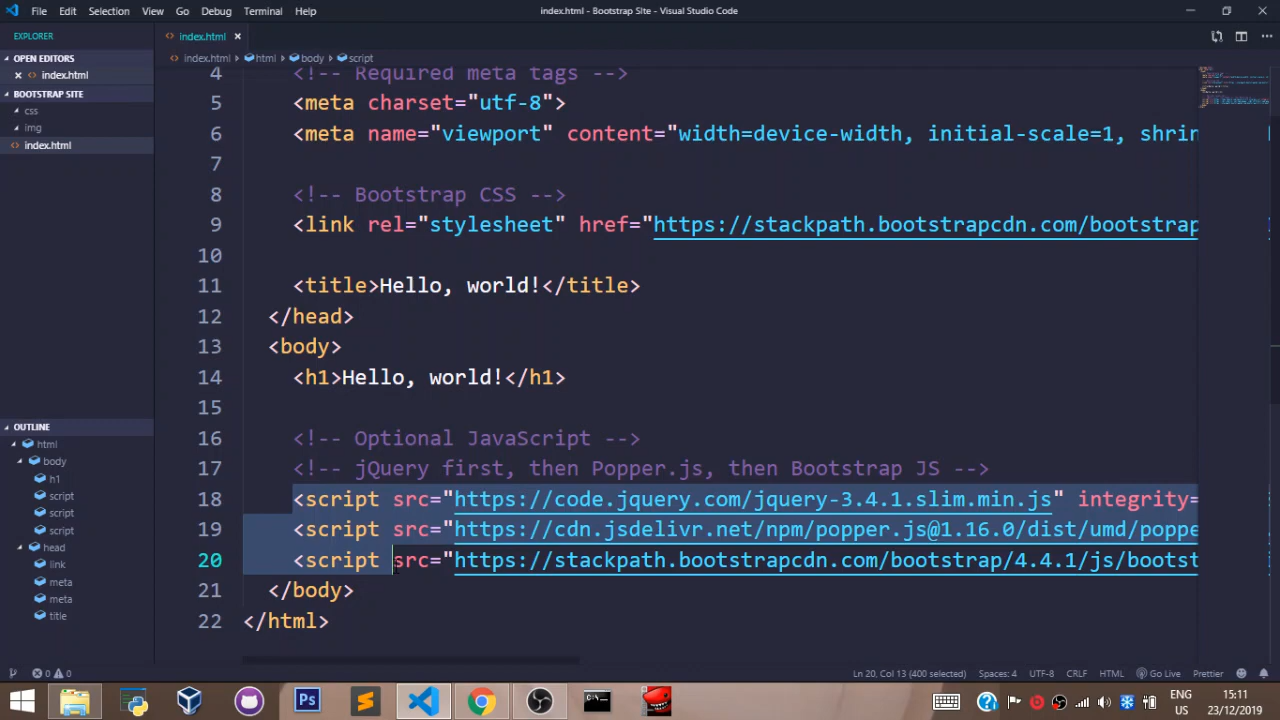 File Edit Selection View Go Debug Terminal Help
index.html - Bootstrap Site - Visual Studio Code
EXPLORER
OPEN EDITORS
index.html
BOOTSTRAP SITE
css
img
index.html
OUTLINE
html
body
h1
script
script
script
head
link
meta
meta
title
index.html
index.html html body script
4 <!-- Required meta tags -->
5 <meta charset="utf-8">
6 <meta name="viewport" content="width=device-width, initial-scale=1, shrin
7
8 <!-- Bootstrap CSS -->
9 <link rel="stylesheet" href="https://stackpath.bootstrapcdn.com/bootstrap
10
11 <title>Hello, world!</title>
12 </head>
13 <body>
14 <h1>Hello, world!</h1>
15
16 <!-- Optional JavaScript -->
17 <!-- jQuery first, then Popper.js, then Bootstrap JS -->
18 <script src="https://code.jquery.com/jquery-3.4.1.slim.min.js" integrity=
19 <script src="https://cdn.jsdelivr.net/npm/popper.js@1.16.0/dist/umd/poppe
20 <script src="https://stackpath.bootstrapcdn.com/bootstrap/4.4.1/js/bootst
21 </body>
22 </html>
0 0
Ln 20, Col 13 (400 selected) Spaces: 4 UTF-8 CRLF HTML Go Live Prettier
Ps
ENG
US
15:11
23/12/2019